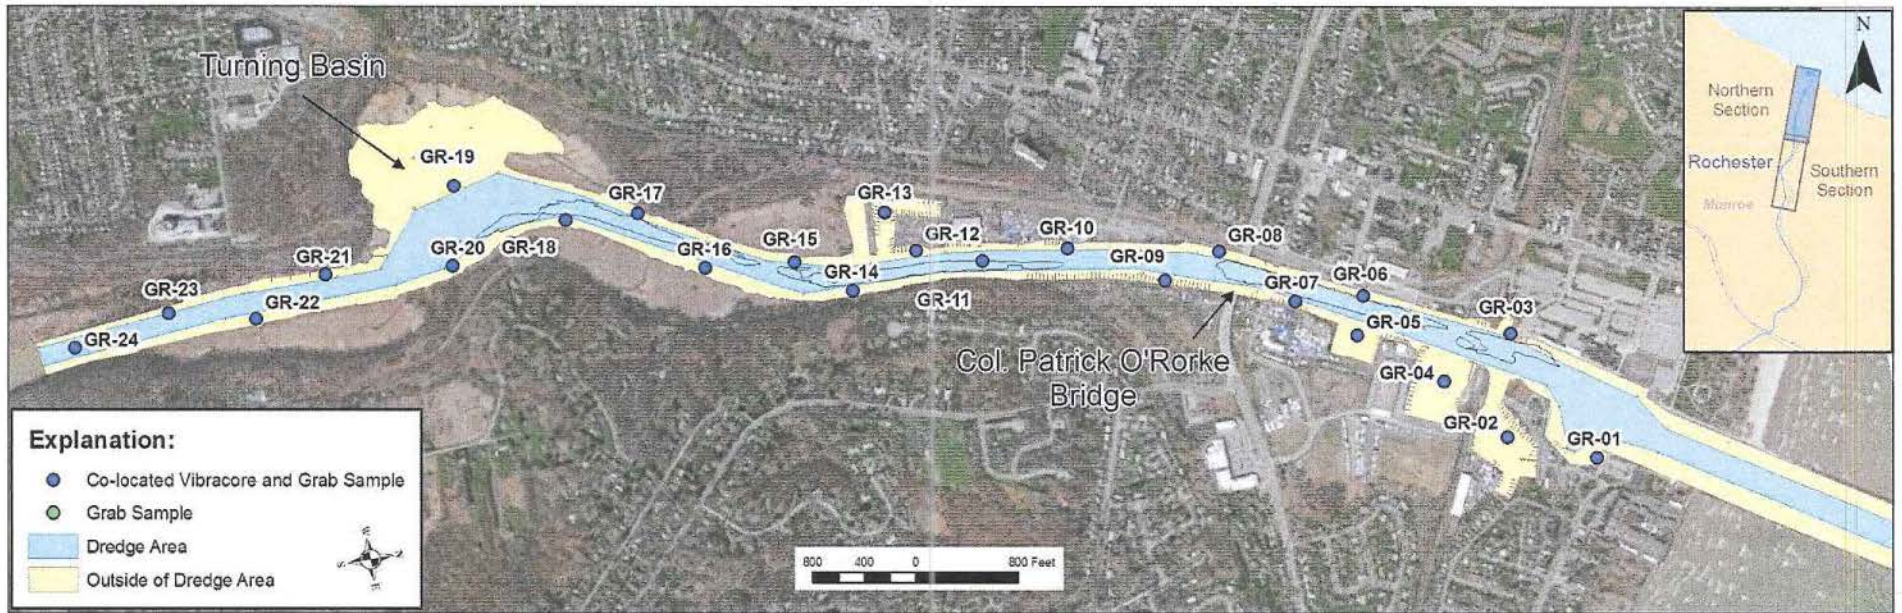 Turning Basin
GR-19
GR-17
GR-13
GR-12
GR-10
GR-08
GR-15
GR-16
GR-20
GR-18
GR-21
GR-23
GR-22
GR-24
GR-14
GR-11
GR-09
GR-07
GR-06
GR-05
GR-03
GR-04
GR-02
GR-01
Col. Patrick O'Rorke
Bridge
N
Northern
Section
Rochester
Southern
Section
Monroe
Explanation:
Co-located Vibracore and Grab Sample
Grab Sample
Dredge Area
Outside of Dredge Area
W
N
S
E
800 400 0 800 Feet